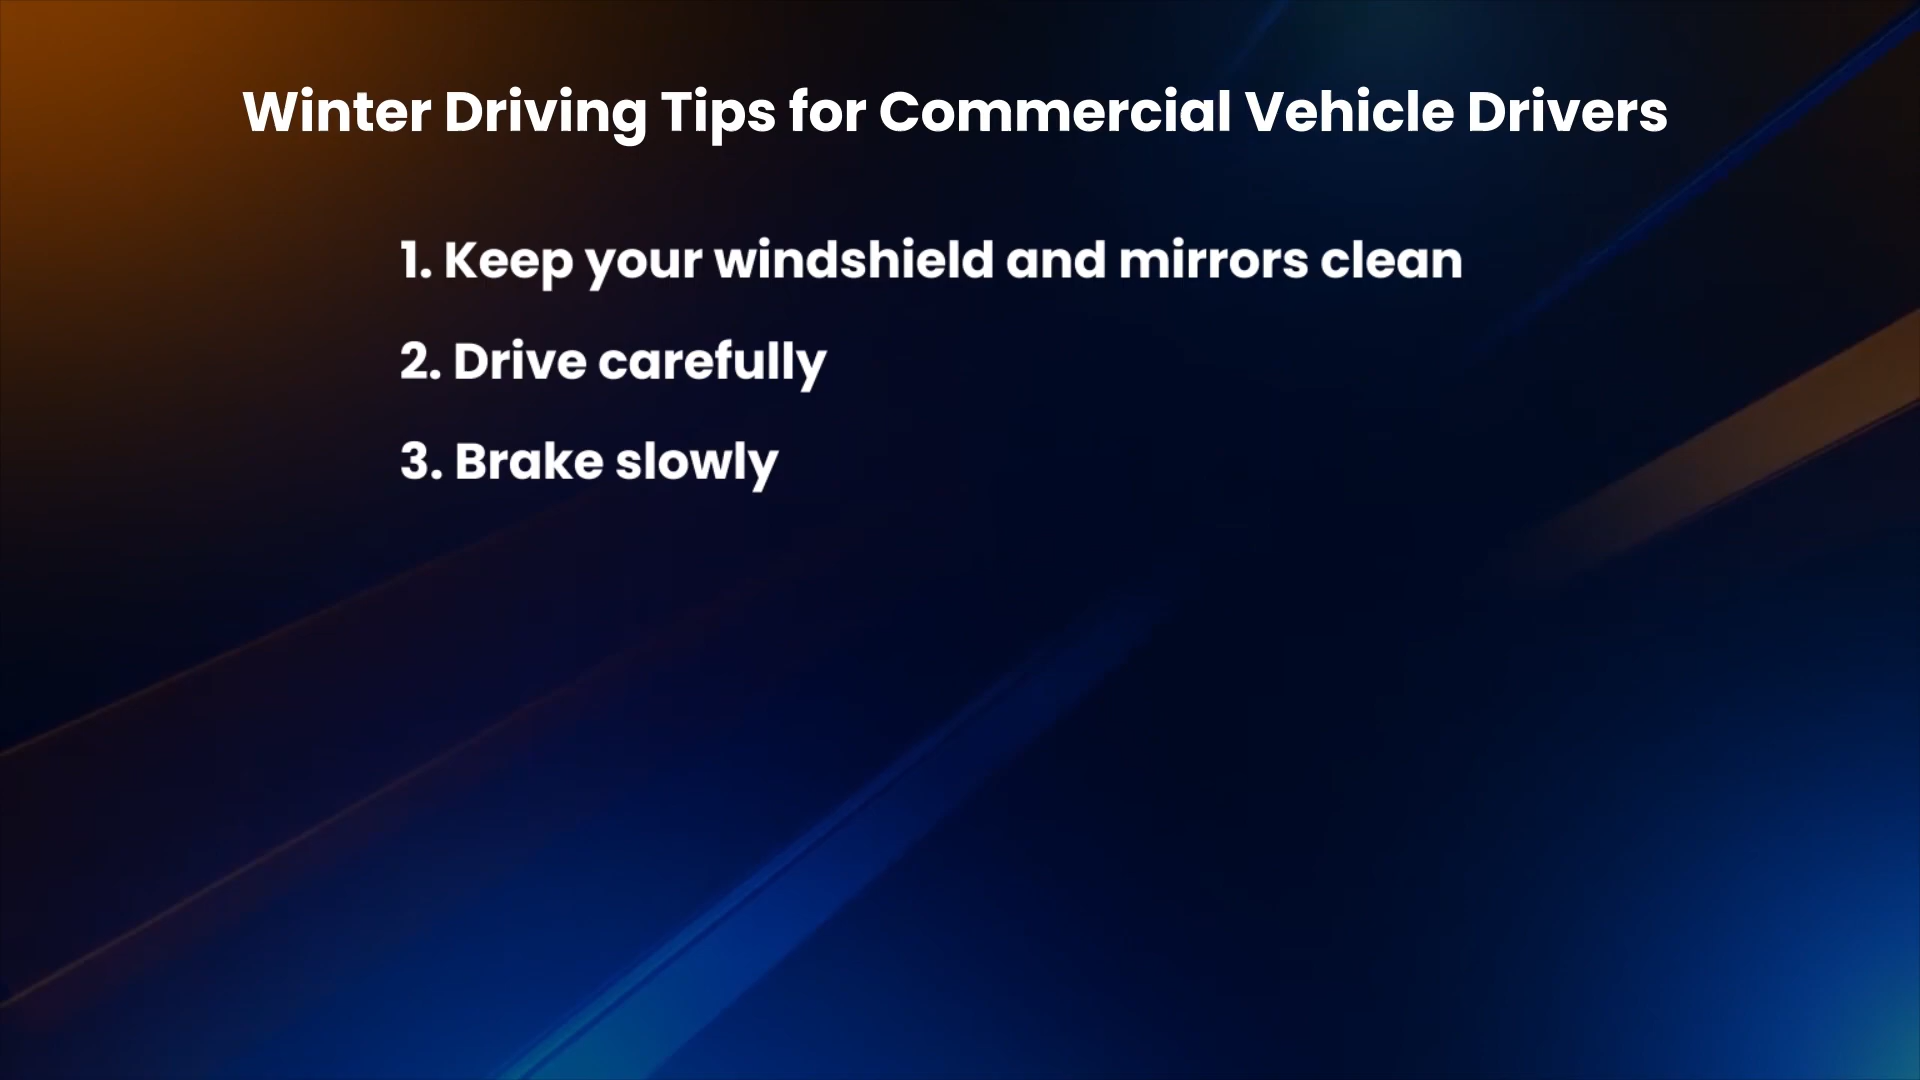 Winter Driving Tips for Commercial Vehicle Drivers
1. Keep your windshield and mirrors clean
2. Drive carefully
3. Brake slowly